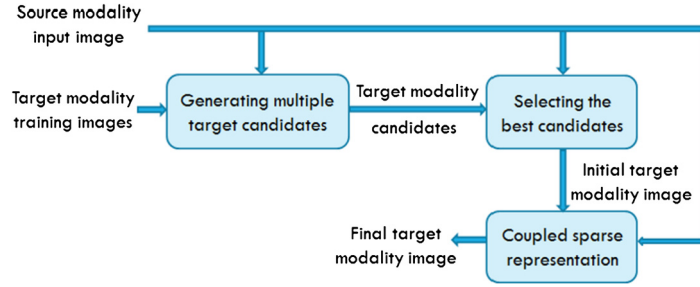 Source modality
input image
Target modality
training images
Generating multiple
target candidates
Target modality
candidates
Selecting the
best candidates
Initial target
modality image
Final target
modality image
Coupled sparse
representation